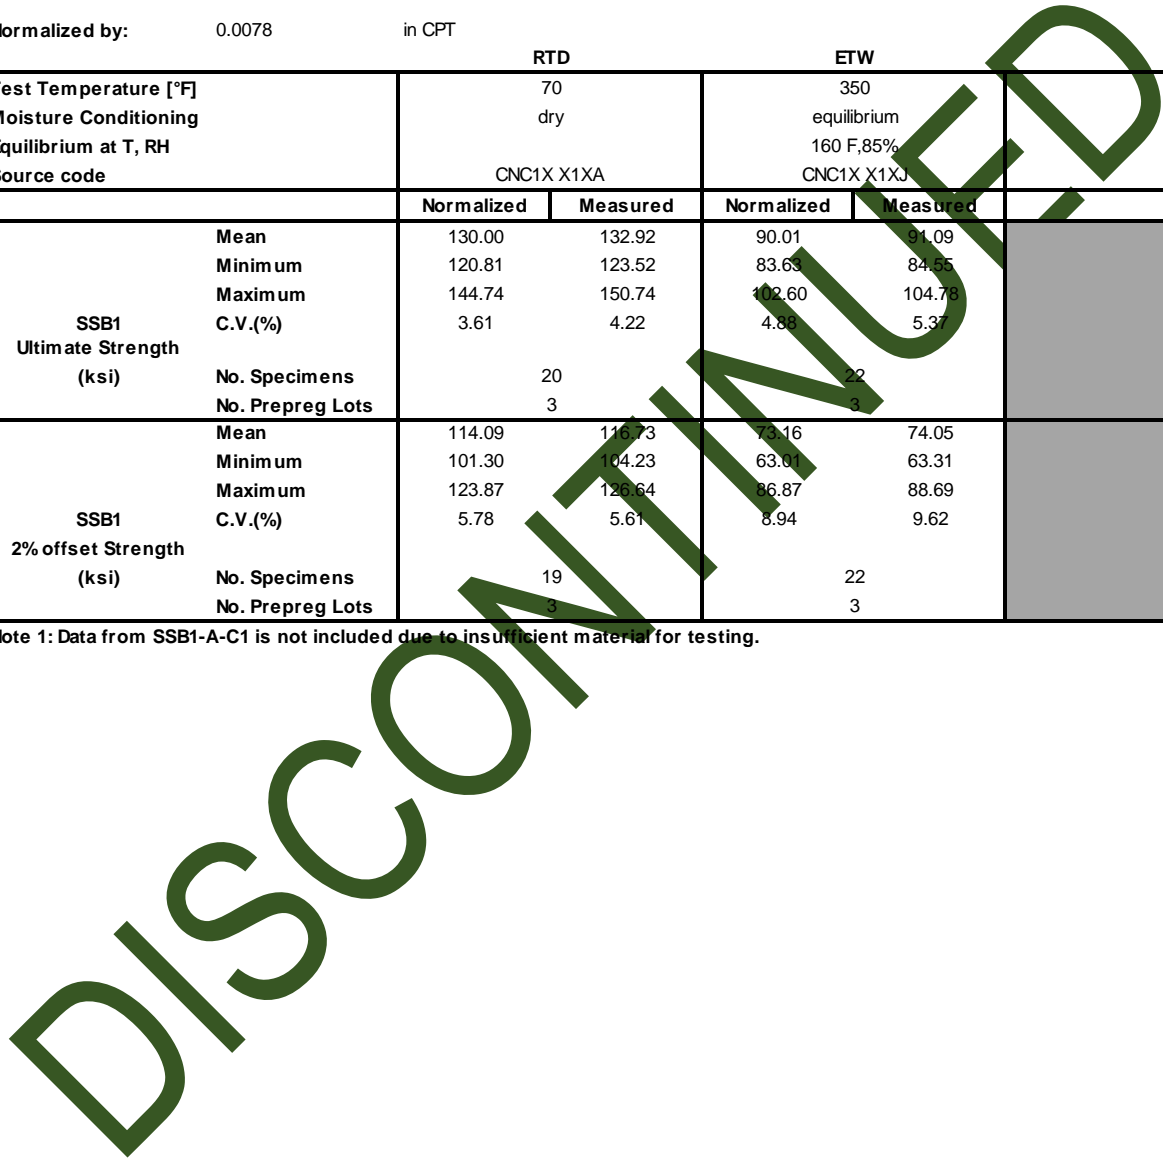 ormalized by: 0.0078 in CPT
RTD ETW
est Temperature [°F] 70 350
Moisture Conditioning dry equilibrium
quilibrium at T, RH 160 F,85%
ource code CNC1X X1XA CNC1X X1XJ
Normalized Measured Normalized Measured
Mean 130.00 132.92 90.01 91.09
Minimum 120.81 123.52 83.63 84.55
Maximum 144.74 150.74 102.60 104.78
SSB1 C.V.(%) 3.61 4.22 4.88 5.37
Ultimate Strength
(ksi) No. Specimens 20 22
No. Prepreg Lots 3 3
Mean 114.09 116.73 73.16 74.05
Minimum 101.30 104.23 63.01 63.31
Maximum 123.87 126.64 86.87 88.69
SSB1 C.V.(%) 5.78 5.61 8.94 9.62
2% offset Strength
(ksi) No. Specimens 19 22
No. Prepreg Lots 3 3
ote 1: Data from SSB1-A-C1 is not included due to insufficient material for testing.
DISCONTINUED